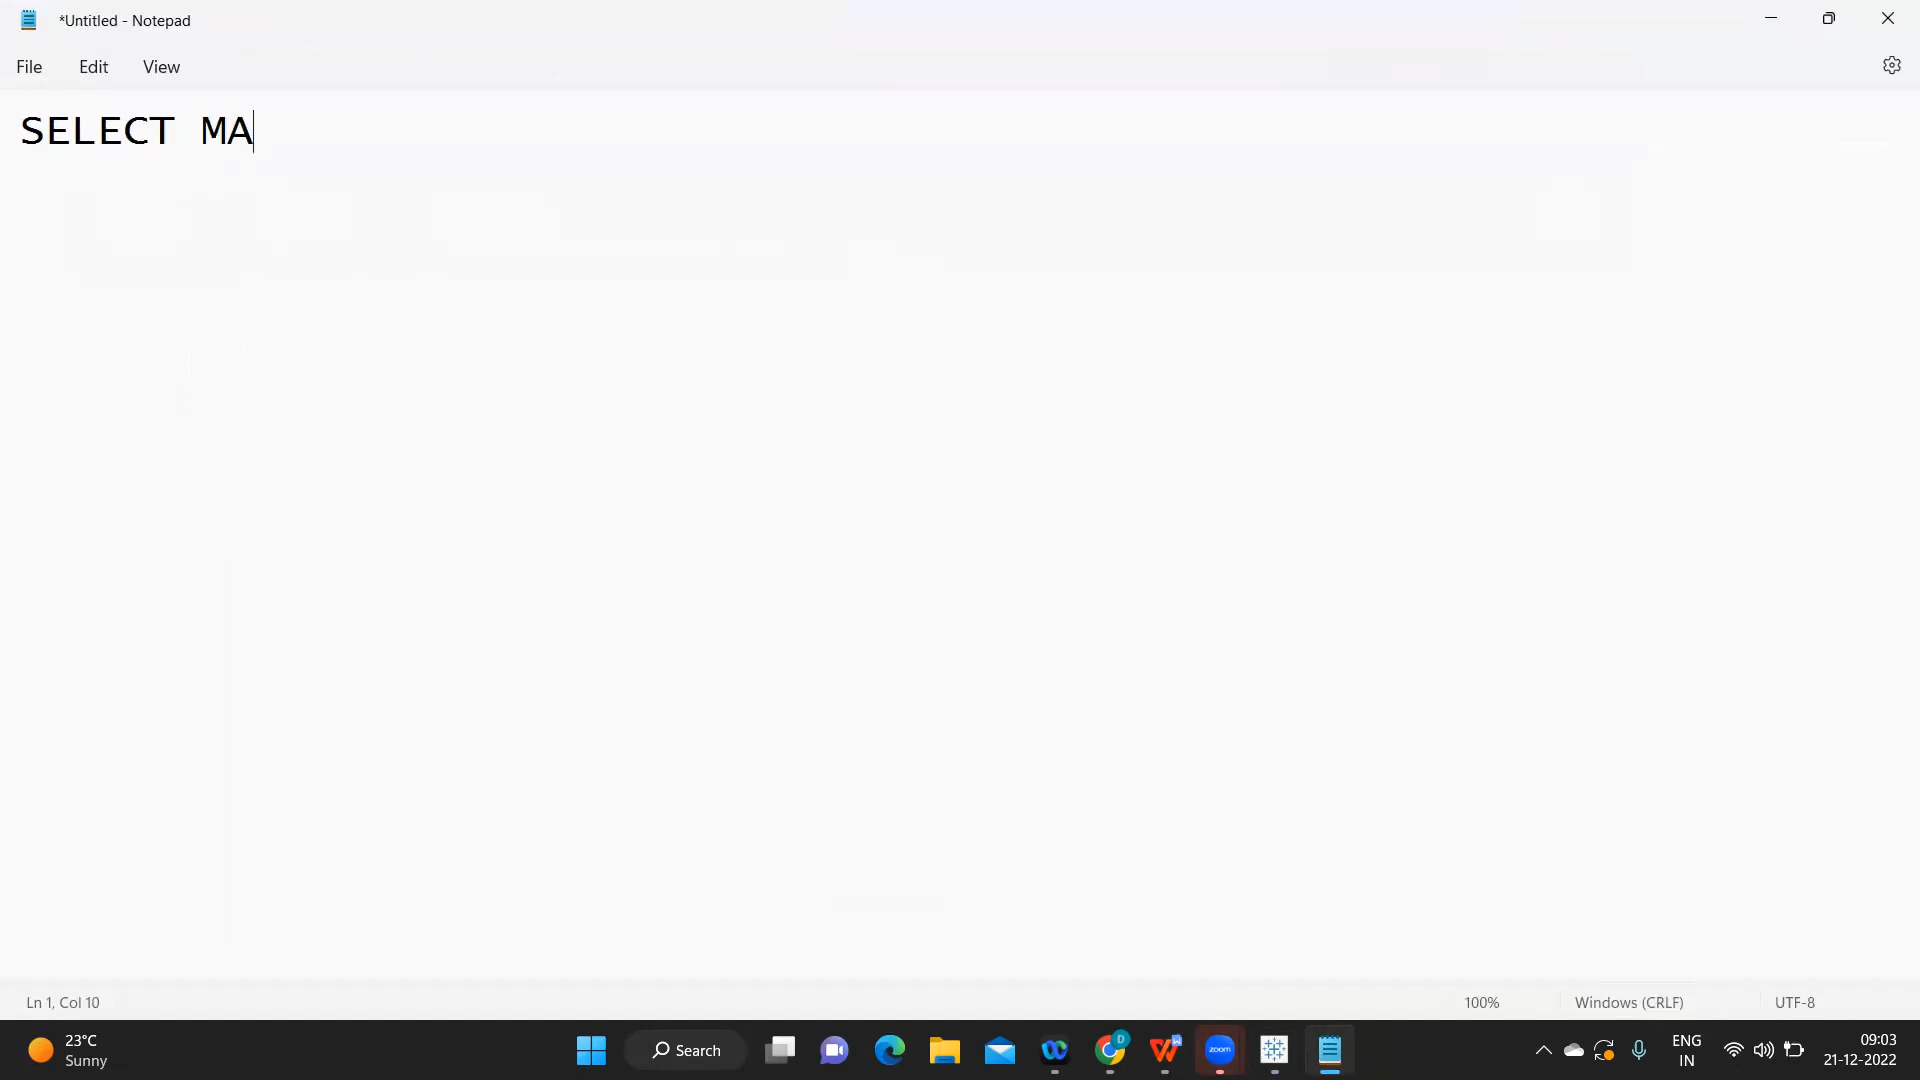 *Untitled - Notepad
File Edit View
SELECT MA
Ln 1, Col 10
100%
Windows (CRLF)
UTF-8
23°C
Sunny
Search
D
W
zoom
ENG
IN
09:03
21-12-2022